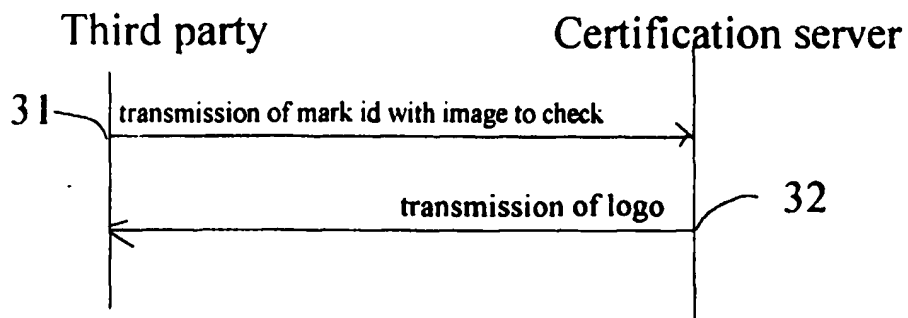 Third party
Certification server
31
transmission of mark id with image to check
transmission of logo
32